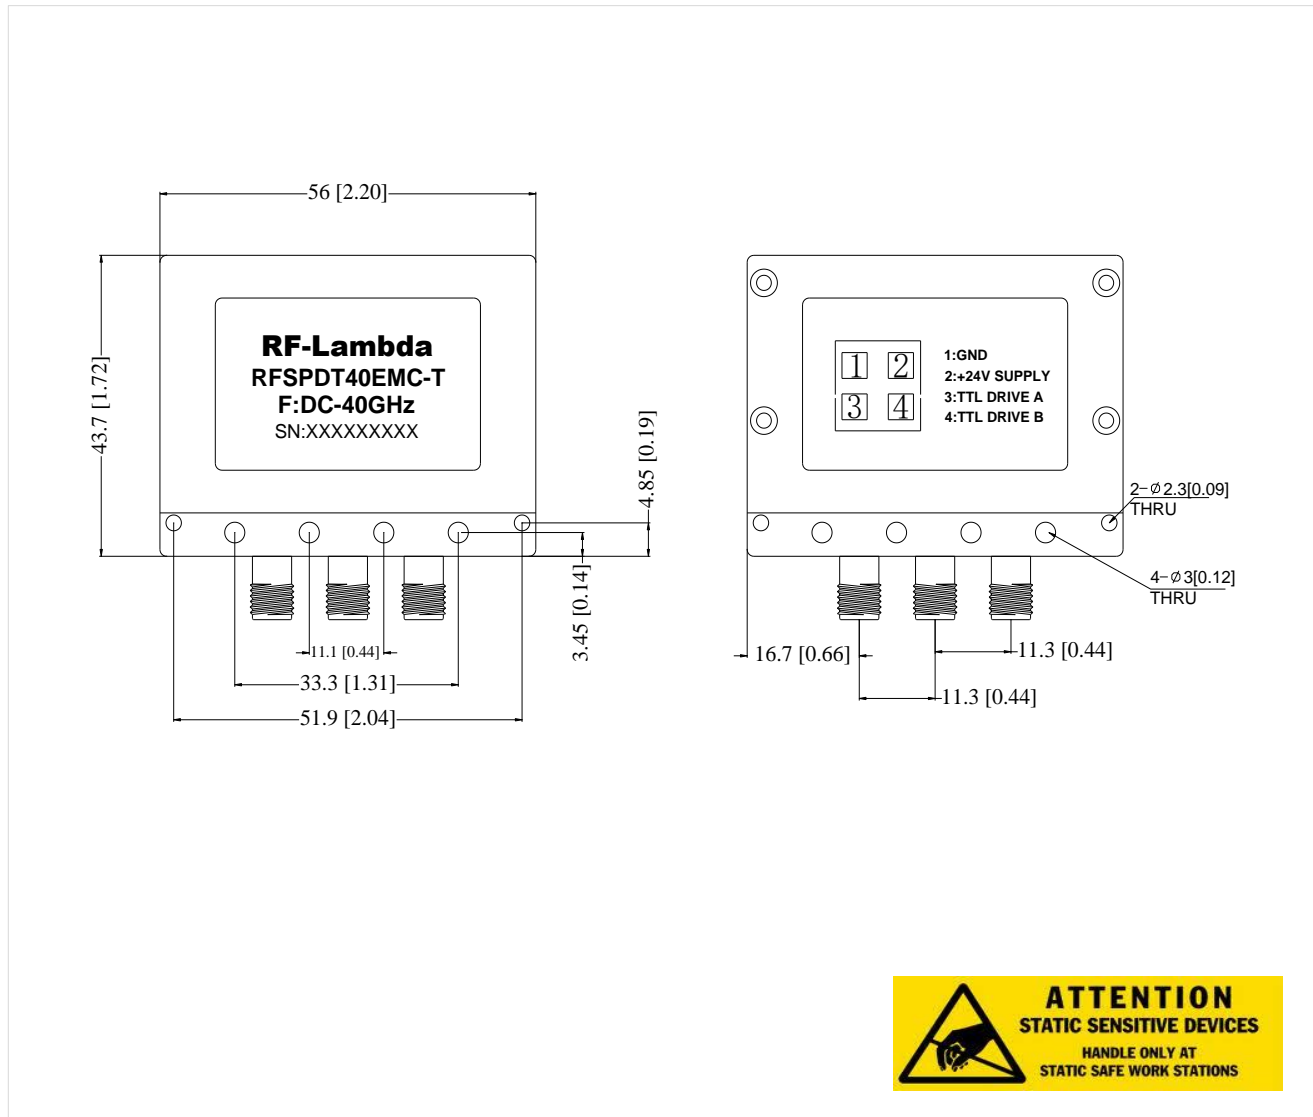 56 [2.20]
43.7 [1.72]
RF-Lambda
RFSPDT40EMC-T
F:DC-40GHz
SN:XXXXXXXXX
4.85 [0.19]
3.45 [0.14]
11.1 [0.44]
33.3 [1.31]
51.9 [2.04]
1 2
3 4
1:GND
2:+24V SUPPLY
3:TTL DRIVE A
4:TTL DRIVE B
2-Ø2.3[0.09]
THRU
4-Ø3[0.12]
THRU
16.7 [0.66]
11.3 [0.44]
11.3 [0.44]
ATTENTION
STATIC SENSITIVE DEVICES
HANDLE ONLY AT
STATIC SAFE WORK STATIONS